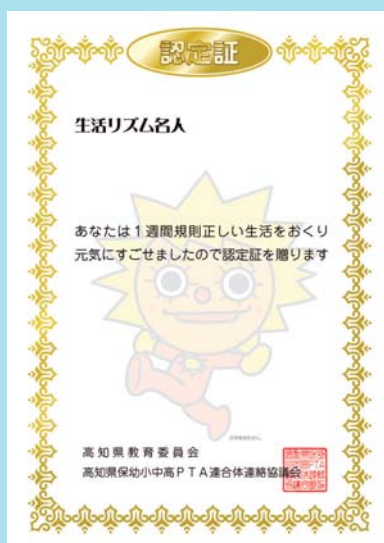 認定証
生活リズム名人
あなたは1週間規則正しい生活をおくり
元気にすごせましたので認定証を贈ります
高知県教育委員会
高知県保幼小中高PTA連合体連絡協議会